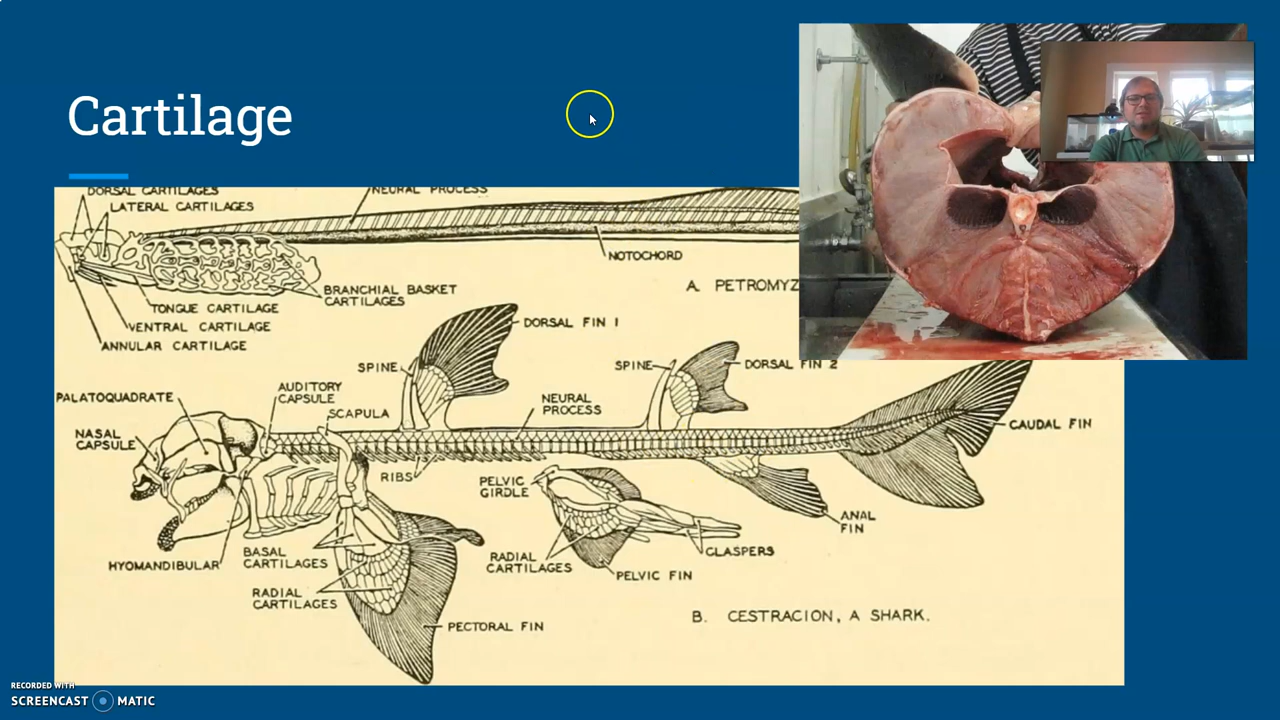 Cartilage
DORSAL CARTILAGES
LATERAL CARTILAGES
NEURAL PROCESS
NOTOCHORD
BRANCHIAL BASKET
CARTILAGES
A. PETROMYZ
TONGUE CARTILAGE
VENTRAL CARTILAGE
ANNULAR CARTILAGE
DORSAL FIN 1
SPINE
SPINE
DORSAL FIN 2
PALATOQUADRATE
AUDITORY
CAPSULE
SCAPULA
NEURAL
PROCESS
NASAL
CAPSULE
CAUDAL FIN
RIBS
PELVIC
GIRDLE
ANAL
FIN
HYOMANDIBULAR
BASAL
CARTILAGES
RADIAL
CARTILAGES
CLASPERS
PELVIC FIN
RADIAL
CARTILAGES
PECTORAL FIN
B. CESTRACION, A SHARK.
RECORDED WITH
SCREENCAST MATIC